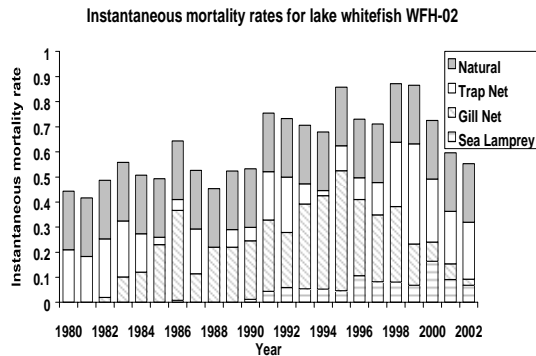 Instantaneous mortality rates for lake whitefish WFH-02
Instantaneous mortality rate
1
0.9
0.8
0.7
0.6
0.5
0.4
0.3
0.2
0.1
0
Natural
Trap Net
Gill Net
Sea Lamprey
1980 1982 1984 1986 1988 1990 1992 1994 1996 1998 2000 2002
Year